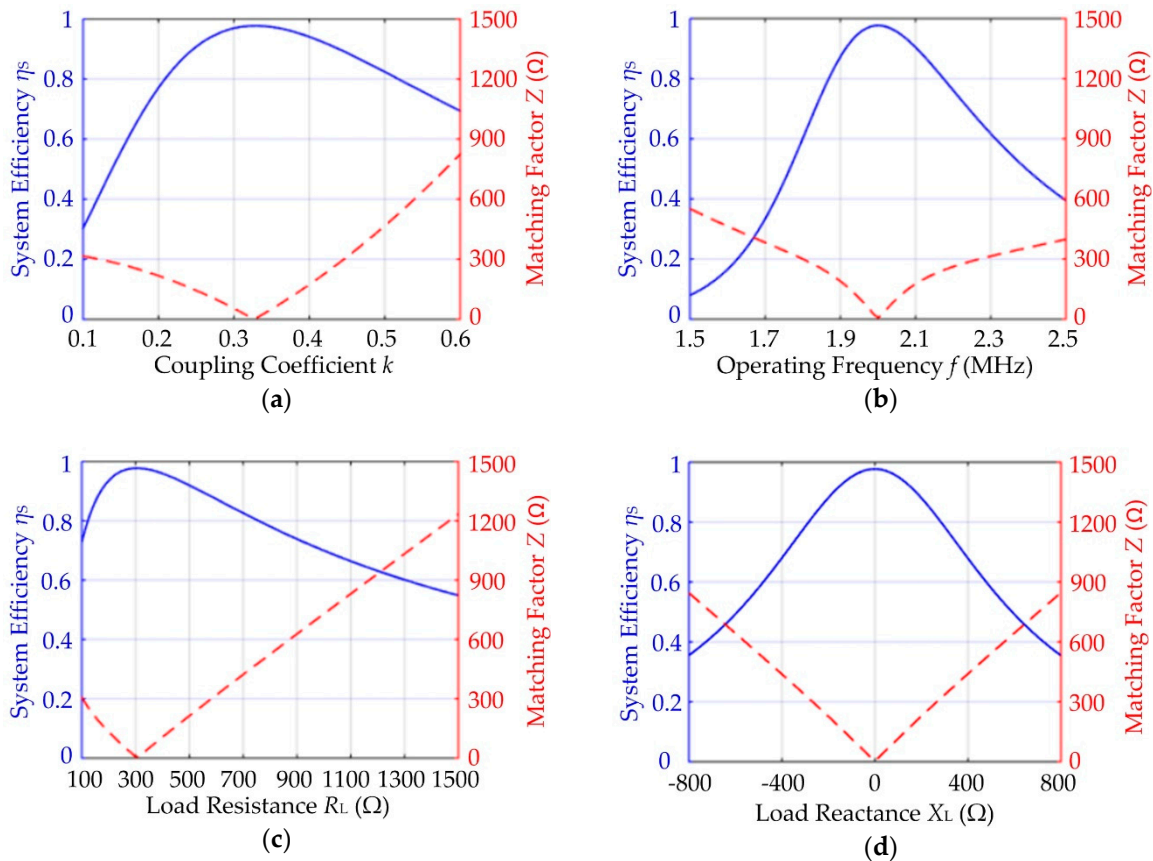 System Efficiency ηS
1
0.8
0.6
0.4
0.2
0
0.1 0.2 0.3 0.4 0.5 0.6
Coupling Coefficient k
1500
1200
900
600
300
0
Matching Factor Z (Ω)
(a)
System Efficiency ηS
1
0.8
0.6
0.4
0.2
0
1.5 1.7 1.9 2.1 2.3 2.5
Operating Frequency f (MHz)
1500
1200
900
600
300
0
Matching Factor Z (Ω)
(b)
System Efficiency ηS
1
0.8
0.6
0.4
0.2
0
100 300 500 700 900 1100 1300 1500
Load Resistance RL (Ω)
1500
1200
900
600
300
0
Matching Factor Z (Ω)
(c)
System Efficiency ηS
1
0.8
0.6
0.4
0.2
0
-800 -400 0 400 800
Load Reactance XL (Ω)
1500
1200
900
600
300
0
Matching Factor Z (Ω)
(d)